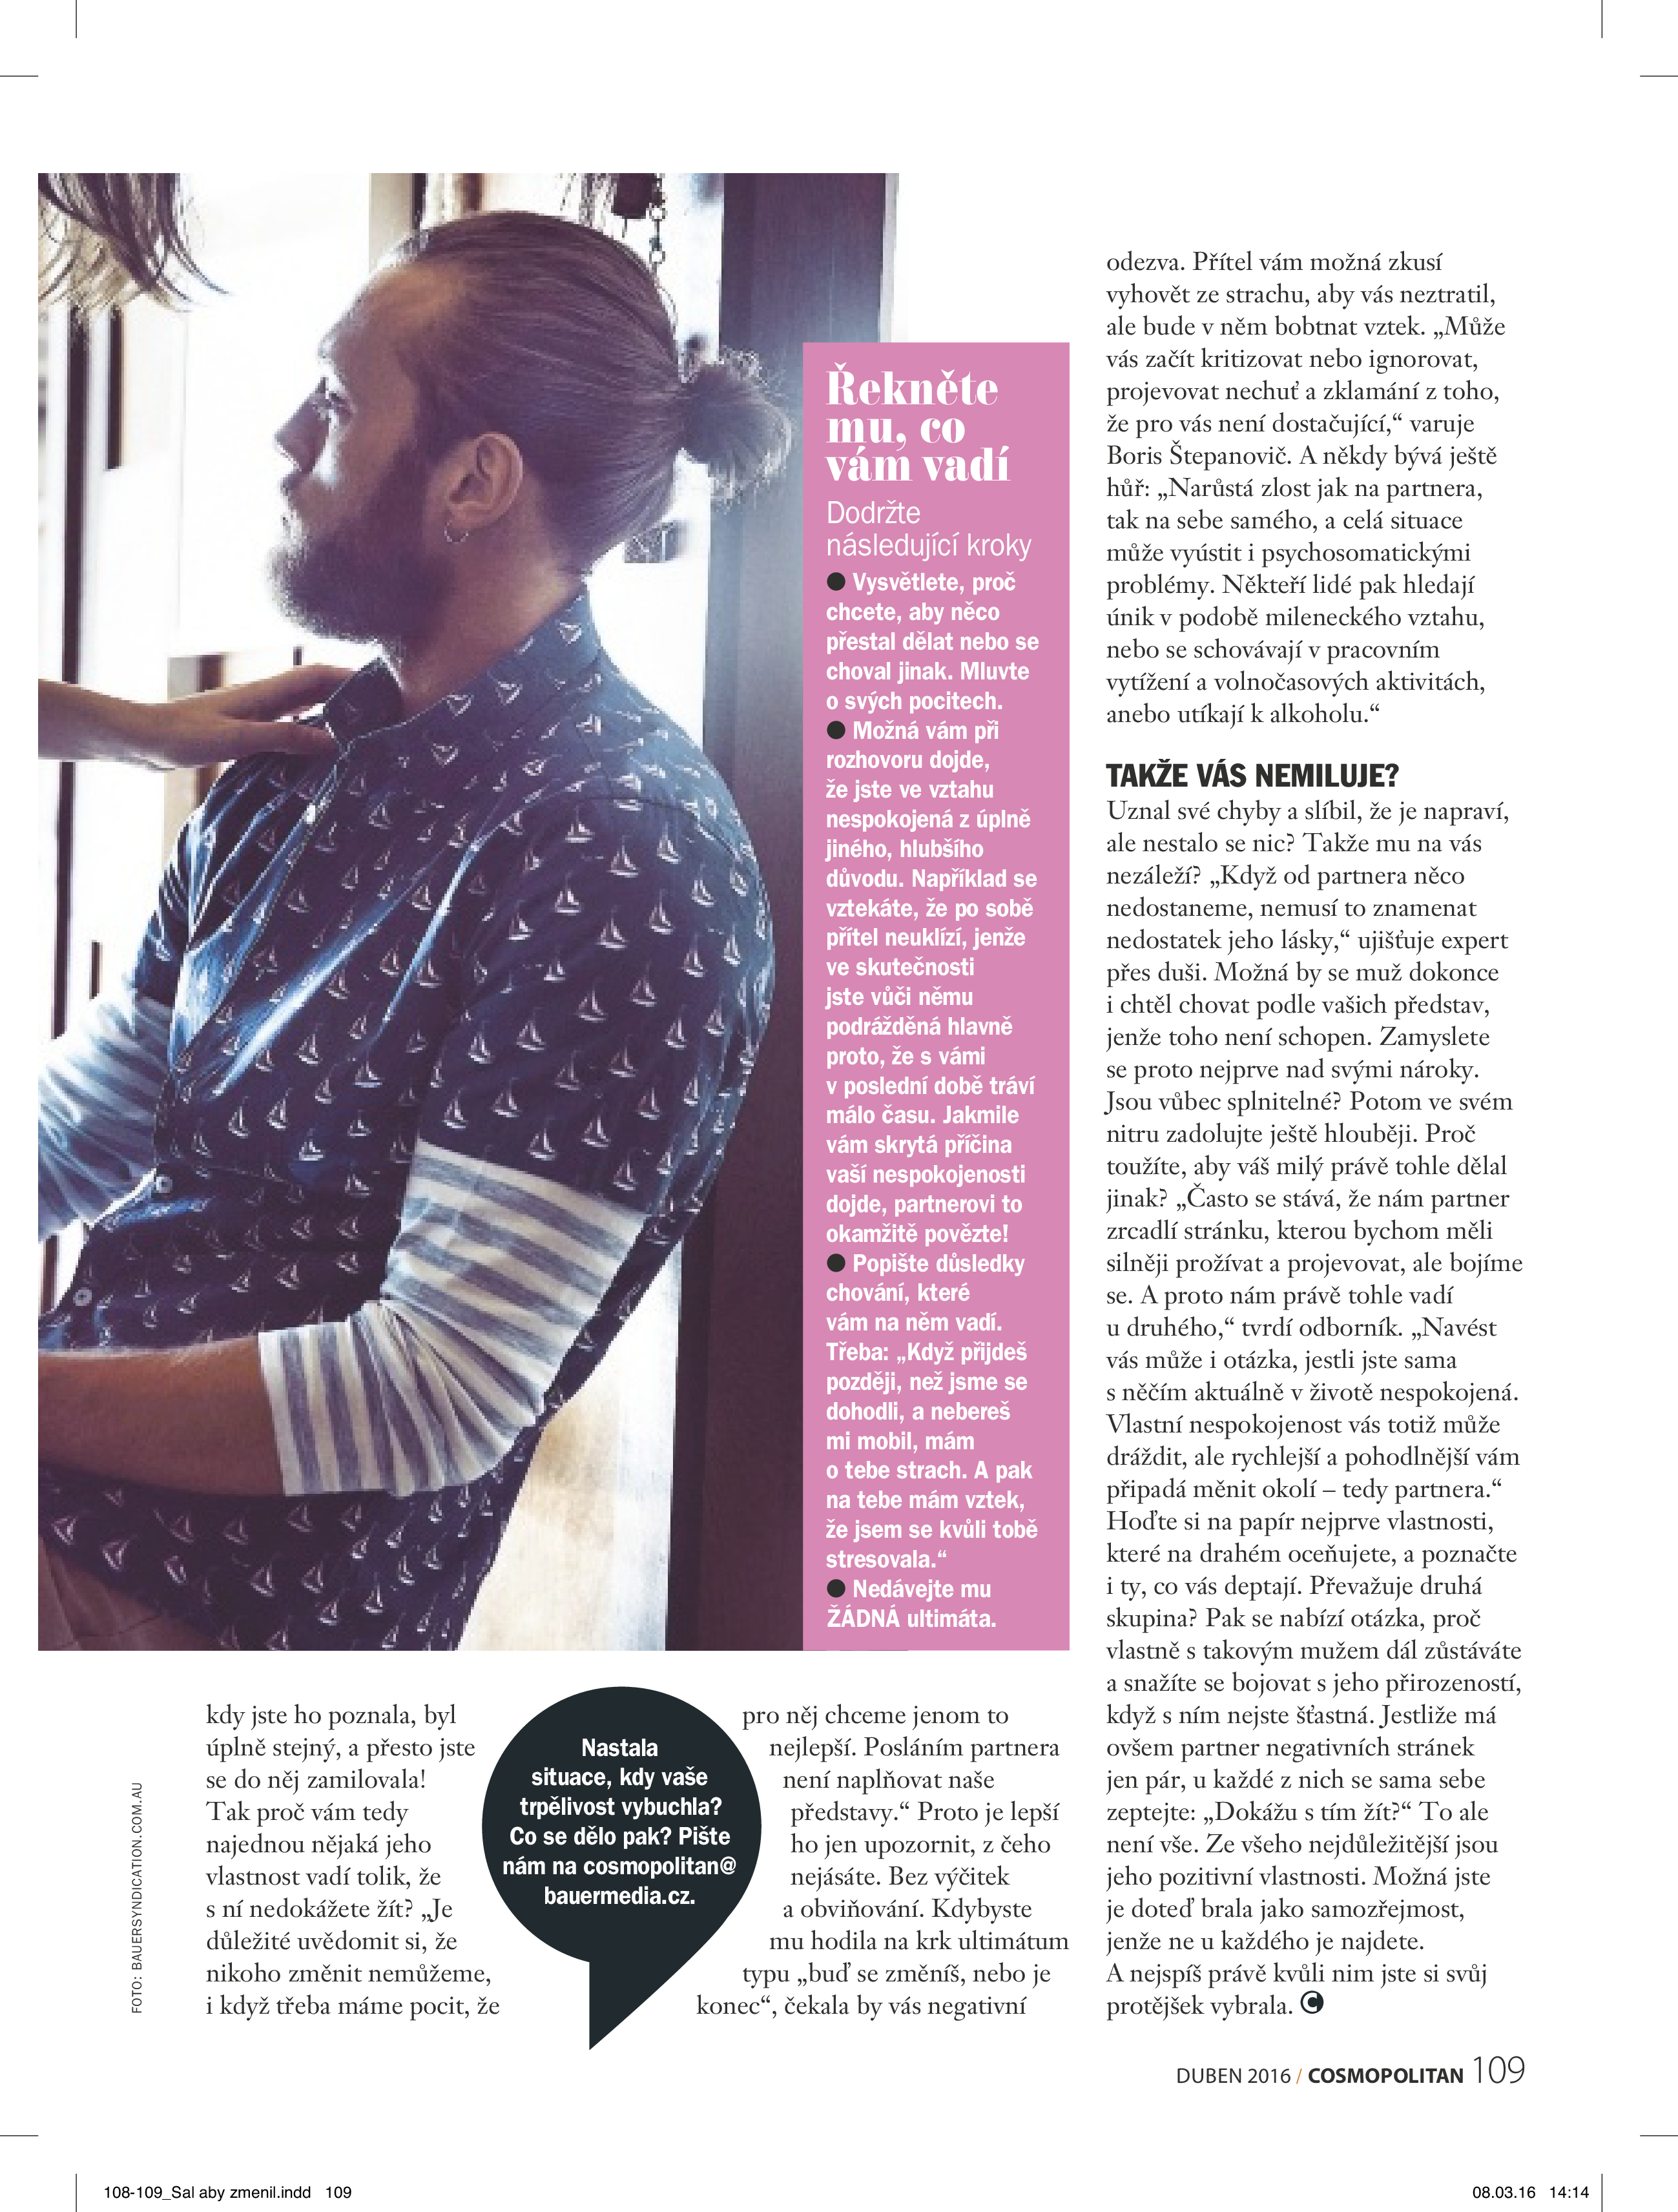 Řekněte
mu, co
vám vadí
Dodržte
následující kroky
● Vysvětlete, proč
chcete, aby něco
přestal dělat nebo se
choval jinak. Mluvte
o svých pocitech.
● Možná vám při
rozhovoru dojde,
že jste ve vztahu
nespokojená z úplně
jiného, hlubšího
důvodu. Například se
vztekáte, že po sobě
přítel neuklízí, jenže
ve skutečnosti
jste vůči němu
podrážděná hlavně
proto, že s vámi
v poslední době tráví
málo času. Jakmile
vám skrytá příčina
vaší nespokojenosti
dojde, partnerovi to
okamžitě povězte!
● Popište důsledky
chování, které
vám na něm vadí.
Třeba: „Když přijdeš
později, než jsme se
dohodli, a nebereš
mi mobil, mám
o tebe strach. A pak
na tebe mám vztek,
že jsem se kvůli tobě
stresovala.“
● Nedávejte mu
ŽÁDNÁ ultimáta.
kdy jste ho poznala, byl
úplně stejný, a přesto jste
se do něj zamilovala!
Tak proč vám tedy
najednou nějaká jeho
vlastnost vadí tolik, že
s ní nedokážete žít? „Je
důležité uvědomit si, že
nikoho změnit nemůžeme,
i když třeba máme pocit, že
Nastala
situace, kdy vaše
trpělivost vybuchla?
Co se dělo pak? Pište
nám na cosmopolitan@
bauermedia.cz.
pro něj chceme jenom to
nejlepší. Posláním partnera
není naplňovat naše
představy.“ Proto je lepší
ho jen upozornit, z čeho
nejásáte. Bez výčitek
a obviňování. Kdybyste
mu hodila na krk ultimátum
typu „buď se změníš, nebo je
konec“, čekala by vás negativní
odezva. Přítel vám možná zkusí
vyhovět ze strachu, aby vás neztratil,
ale bude v něm bobtnat vztek. „Může
vás začít kritizovat nebo ignorovat,
projevovat nechuť a zklamání z toho,
že pro vás není dostačující,“ varuje
Boris Štepanovič. A někdy bývá ještě
hůř: „Narůstá zlost jak na partnera,
tak na sebe samého, a celá situace
může vyústit i psychosomatickými
problémy. Někteří lidé pak hledají
únik v podobě mileneckého vztahu,
nebo se schovávají v pracovním
vytížení a volnočasových aktivitách,
anebo utíkají k alkoholu.“
TAKŽE VÁS NEMILUJE?
Uznal své chyby a slíbil, že je napraví,
ale nestalo se nic? Takže mu na vás
nezáleží? „Když od partnera něco
nedostaneme, nemusí to znamenat
nedostatek jeho lásky,“ ujišťuje expert
přes duši. Možná by se muž dokonce
i chtěl chovat podle vašich představ,
jenže toho není schopen. Zamyslete
se proto nejprve nad svými nároky.
Jsou vůbec splnitelné? Potom ve svém
nitru zadolujte ještě hlouběji. Proč
toužíte, aby váš milý právě tohle dělal
jinak? „Často se stává, že nám partner
zrcadlí stránku, kterou bychom měli
silněji prožívat a projevovat, ale bojíme
se. A proto nám právě tohle vadí
u druhého,“ tvrdí odborník. „Navést
vás může i otázka, jestli jste sama
s něčím aktuálně v životě nespokojená.
Vlastní nespokojenost vás totiž může
dráždit, ale rychlejší a pohodlnější vám
připadá měnit okolí – tedy partnera.“
Hoďte si na papír nejprve vlastnosti,
které na drahém oceňujete, a poznačte
i ty, co vás deptají. Převažuje druhá
skupina? Pak se nabízí otázka, proč
vlastně s takovým mužem dál zůstáváte
a snažíte se bojovat s jeho přirozeností,
když s ním nejste šťastná. Jestliže má
ovšem partner negativních stránek
jen pár, u každé z nich se sama sebe
zeptejte: „Dokážu s tím žít?“ To ale
není vše. Ze všeho nejdůležitější jsou
jeho pozitivní vlastnosti. Možná jste
je doteď brala jako samozřejmost,
jenže ne u každého je najdete.
A nejspíš právě kvůli nim jste si svůj
protějšek vybrala. C
FOTO: BAUERSYNDICATION.COM.AU
DUBEN 2016 / COSMOPOLITAN 109
108-109_Sal aby zmenil.indd 109
08.03.16 14:14